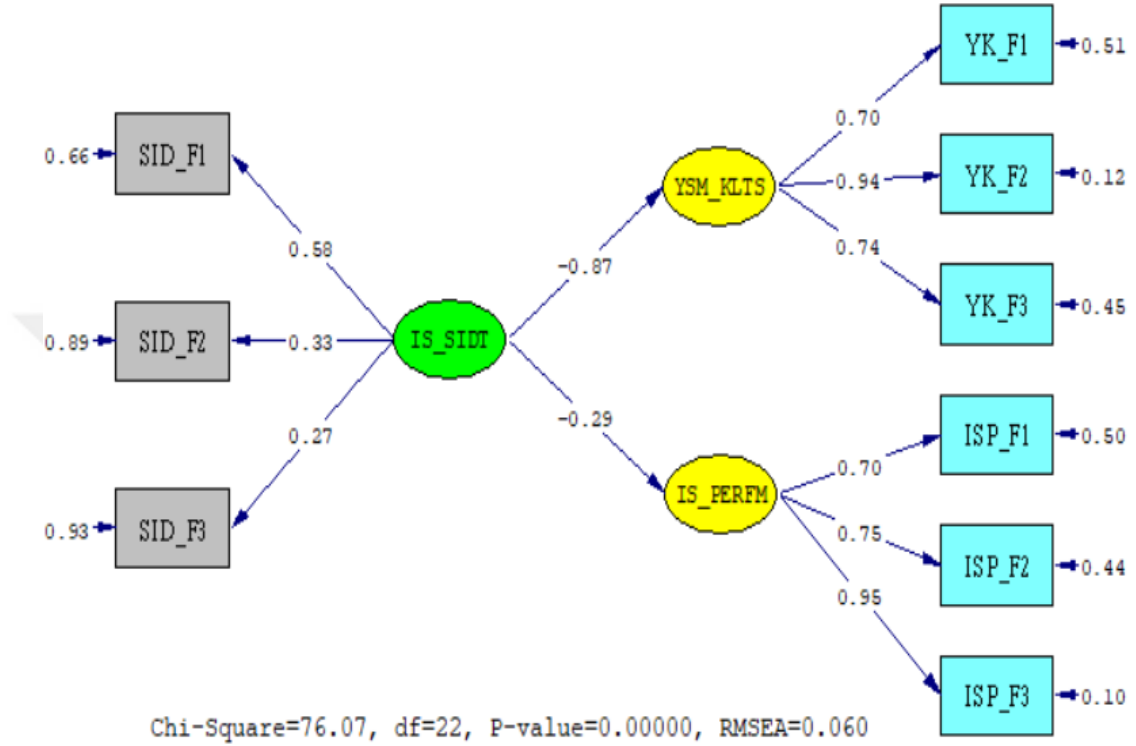 YK_F1
0.51
0.70
SID_F1
0.66
YSM_KLTS
0.94
YK_F2
0.12
0.58
-0.87
0.74
YK_F3
0.45
SID_F2
0.89
0.33
IS_SIDT
0.27
-0.29
ISP_F1
0.50
0.70
SID_F3
0.93
IS_PERFM
0.75
ISP_F2
0.44
0.95
ISP_F3
0.10
Chi-Square=76.07, df=22, P-value=0.00000, RMSEA=0.060